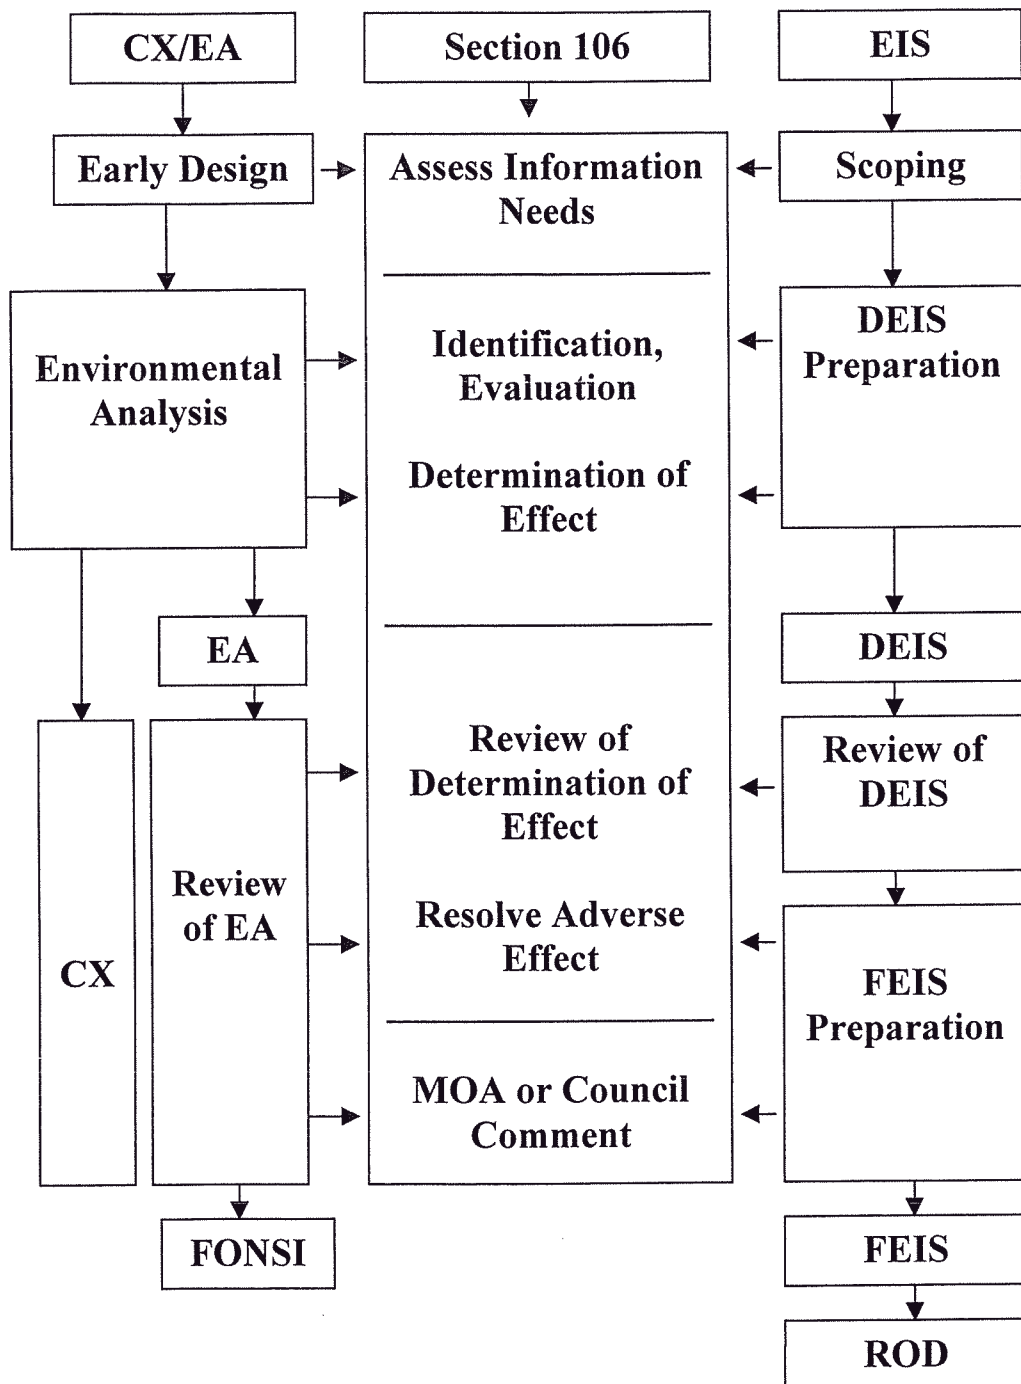 CX/EA
Section 106
EIS
Early Design
Assess Information
Needs
Scoping
Environmental
Analysis
Identification,
Evaluation
Determination of
Effect
DEIS
Preparation
EA
DEIS
CX
Review
of EA
Review of
Determination of
Effect
Resolve Adverse
Effect
MOA or Council
Comment
Review of
DEIS
FEIS
Preparation
FONSI
FEIS
ROD